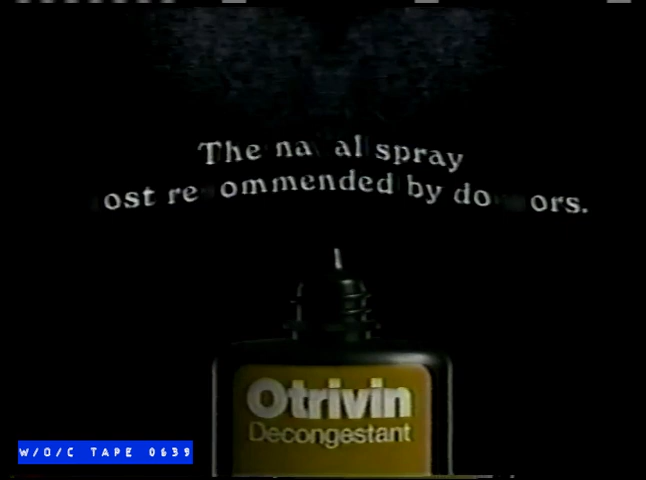 The na al spray
ost re ommended by do ors.
Otrivin
Decongestant
W/O/C TAPE 0639